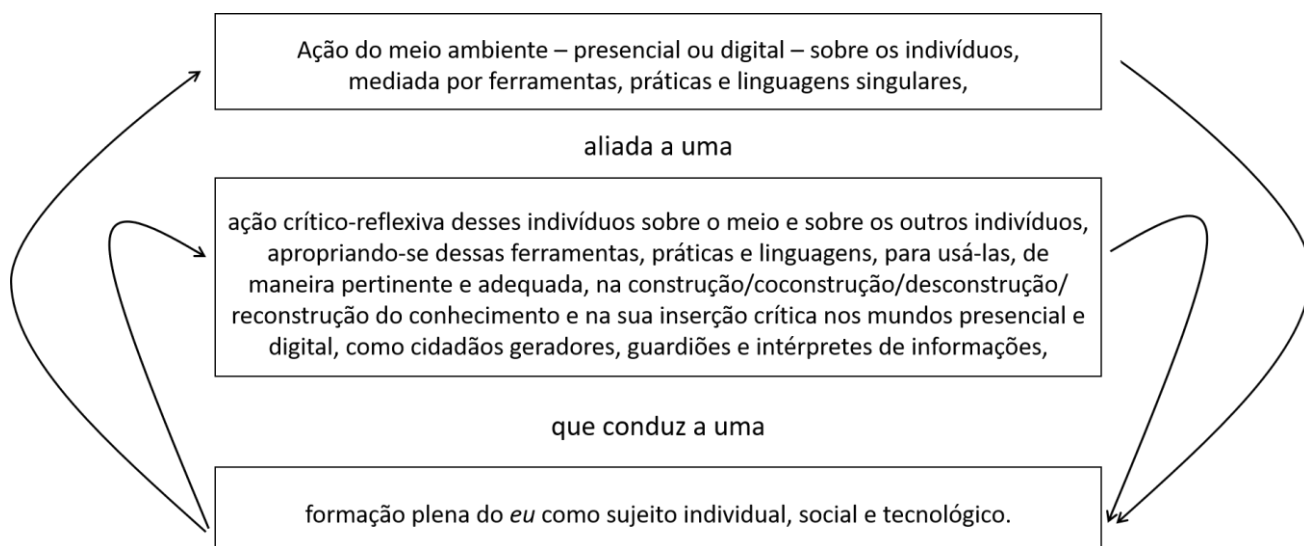 Ação do meio ambiente – presencial ou digital – sobre os indivíduos,
mediada por ferramentas, práticas e linguagens singulares,
aliada a uma
ação crítico-reflexiva desses indivíduos sobre o meio e sobre os outros indivíduos,
apropriando-se dessas ferramentas, práticas e linguagens, para usá-las, de
maneira pertinente e adequada, na construção/coconstrução/desconstrução/
reconstrução do conhecimento e na sua inserção crítica nos mundos presencial e
digital, como cidadãos geradores, guardiões e intérpretes de informações,
que conduz a uma
formação plena do eu como sujeito individual, social e tecnológico.